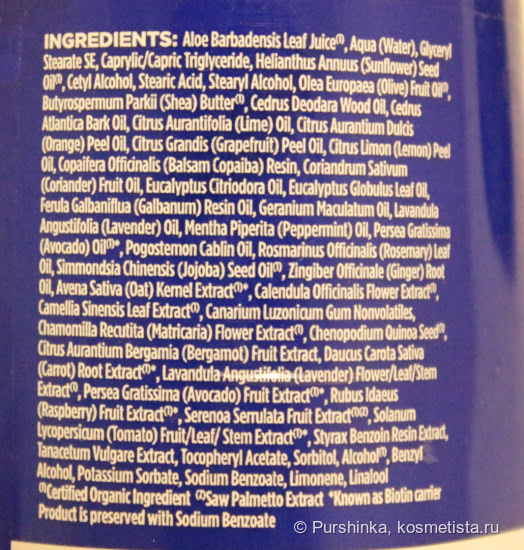 INGREDIENTS: Aloe Barbadensis Leaf Juice⁽¹⁾, Aqua (Water), Glyceryl
Stearate SE, Caprylic/Capric Triglyceride, Helianthus Annuus (Sunflower) Seed
Oil⁽¹⁾, Cetyl Alcohol, Stearic Acid, Stearyl Alcohol, Olea Europaea (Olive) Fruit Oil⁽¹⁾,
Butyrospermum Parkii (Shea) Butter⁽¹⁾, Cedrus Deodara Wood Oil, Cedrus
Atlantica Bark Oil, Citrus Aurantifolia (Lime) Oil, Citrus Aurantium Dulcis
(Orange) Peel Oil, Citrus Grandis (Grapefruit) Peel Oil, Citrus Limon (Lemon) Peel
Oil, Copaifera Officinalis (Balsam Copaiba) Resin, Coriandrum Sativum
(Coriander) Fruit Oil, Eucalyptus Citriodora Oil, Eucalyptus Globulus Leaf Oil,
Ferula Galbaniflua (Galbanum) Resin Oil, Geranium Maculatum Oil, Lavandula
Angustifolia (Lavender) Oil, Mentha Piperita (Peppermint) Oil, Persea Gratissima
(Avocado) Oil⁽¹⁾*, Pogostemon Cablin Oil, Rosmarinus Officinalis (Rosemary) Leaf
Oil, Simmondsia Chinensis (Jojoba) Seed Oil⁽¹⁾, Zingiber Officinale (Ginger) Root
Oil, Avena Sativa (Oat) Kernel Extract⁽¹⁾*, Calendula Officinalis Flower Extract⁽¹⁾,
Camellia Sinensis Leaf Extract⁽¹⁾, Canarium Luzonicum Gum Nonvolatiles,
Chamomilla Recutita (Matricaria) Flower Extract⁽¹⁾, Chenopodium Quinoa Seed⁽¹⁾,
Citrus Aurantium Bergamia (Bergamot) Fruit Extract, Daucus Carota Sativa
(Carrot) Root Extract⁽¹⁾*, Lavandula Angustifolia (Lavender) Flower/Leaf/Stem
Extract⁽¹⁾, Persea Gratissima (Avocado) Fruit Extract⁽¹⁾*, Rubus Idaeus
(Raspberry) Fruit Extract⁽¹⁾*, Serenoa Serrulata Fruit Extract⁽¹⁾⁽²⁾, Solanum
Lycopersicum (Tomato) Fruit/Leaf/ Stem Extract⁽¹⁾*, Styrax Benzoin Resin Extract,
Tanacetum Vulgare Extract, Tocopheryl Acetate, Sorbitol, Alcohol⁽¹⁾, Benzyl
Alcohol, Potassium Sorbate, Sodium Benzoate, Limonene, Linalool
⁽¹⁾Certified Organic Ingredient ⁽²⁾Saw Palmetto Extract *Known as Biotin carrier
Product is preserved with Sodium Benzoate
© Purshinka, kosmetista.ru